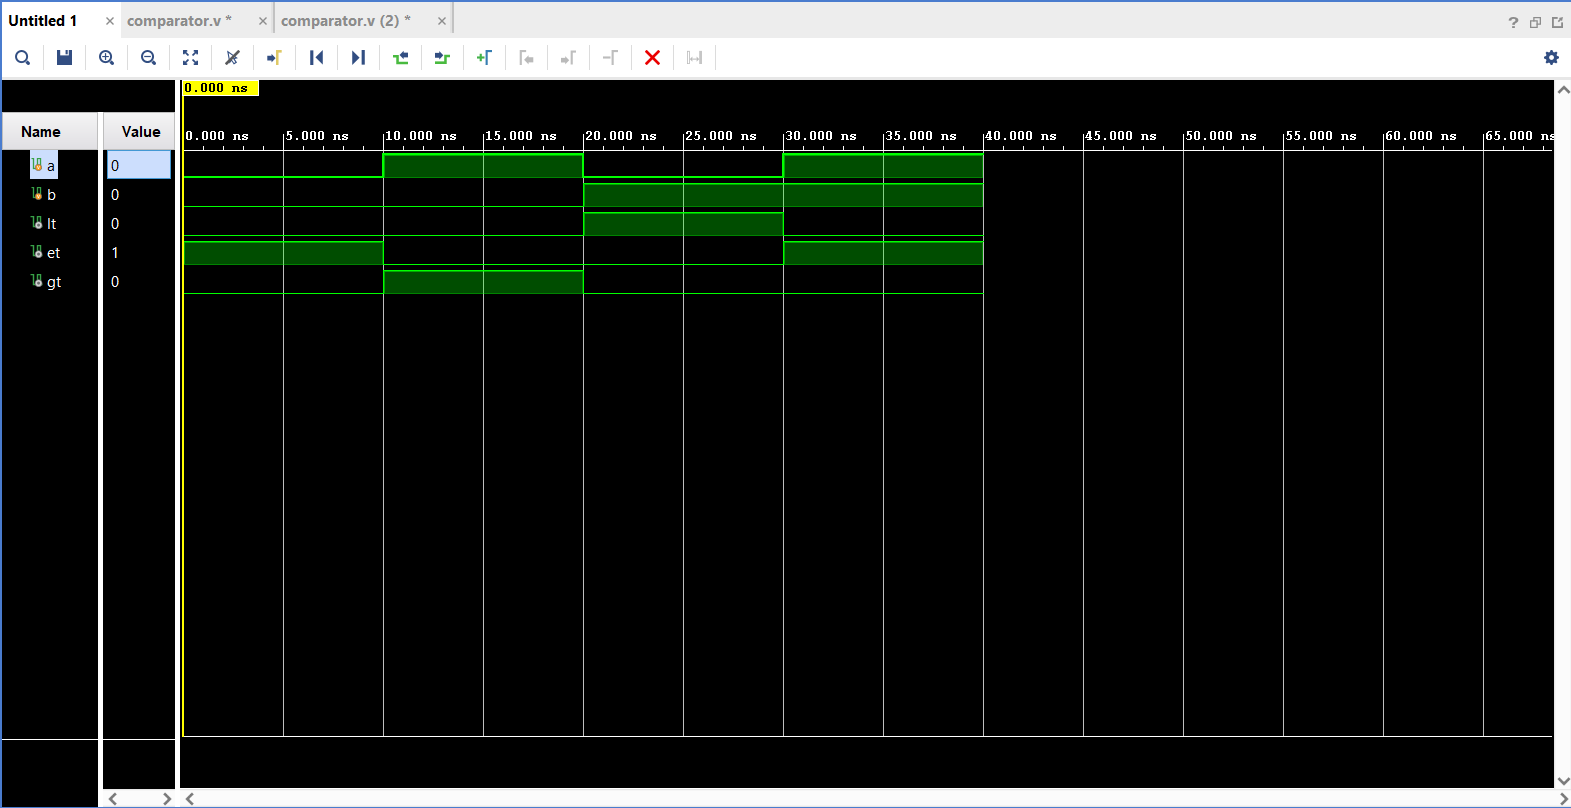 Untitled 1 × comparator.v * × comparator.v (2) * ×
0.000 ns
Name Value
0.000 ns 5.000 ns 10.000 ns 15.000 ns 20.000 ns 25.000 ns 30.000 ns 35.000 ns 40.000 ns 45.000 ns 50.000 ns 55.000 ns 60.000 ns 65.000 ns
a 0
b 0
lt 0
et 1
gt 0